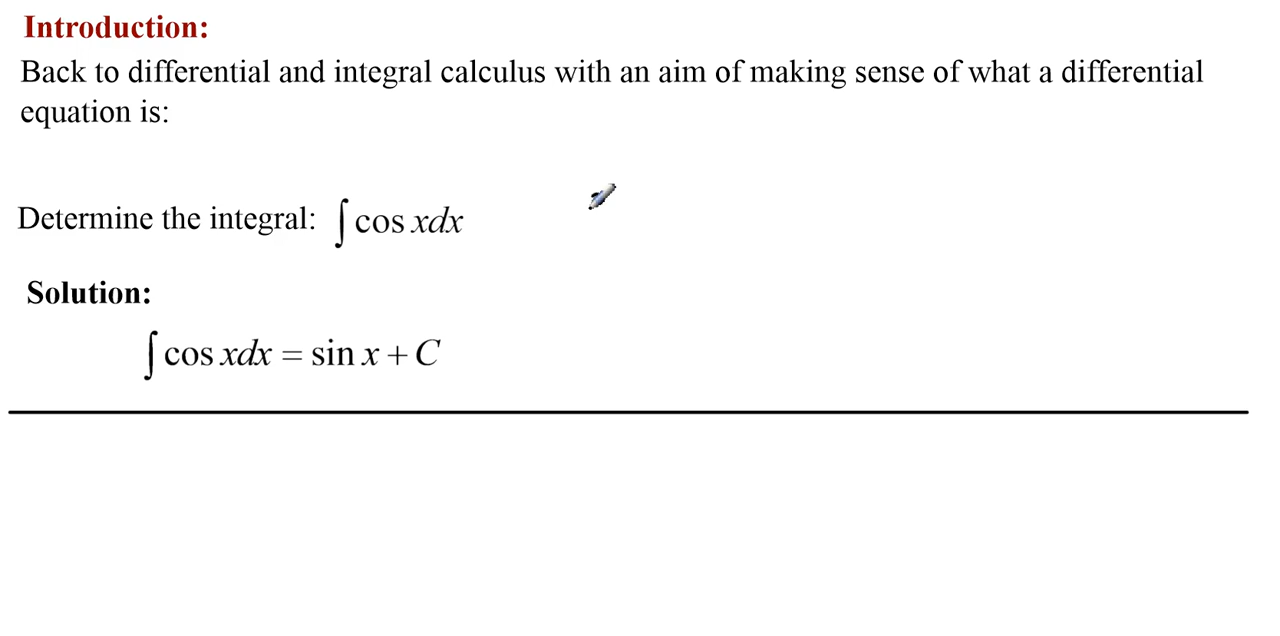 Introduction:
Back to differential and integral calculus with an aim of making sense of what a differential
equation is:
Determine the integral: ∫ cos xdx
Solution:
∫ cos xdx = sin x + C